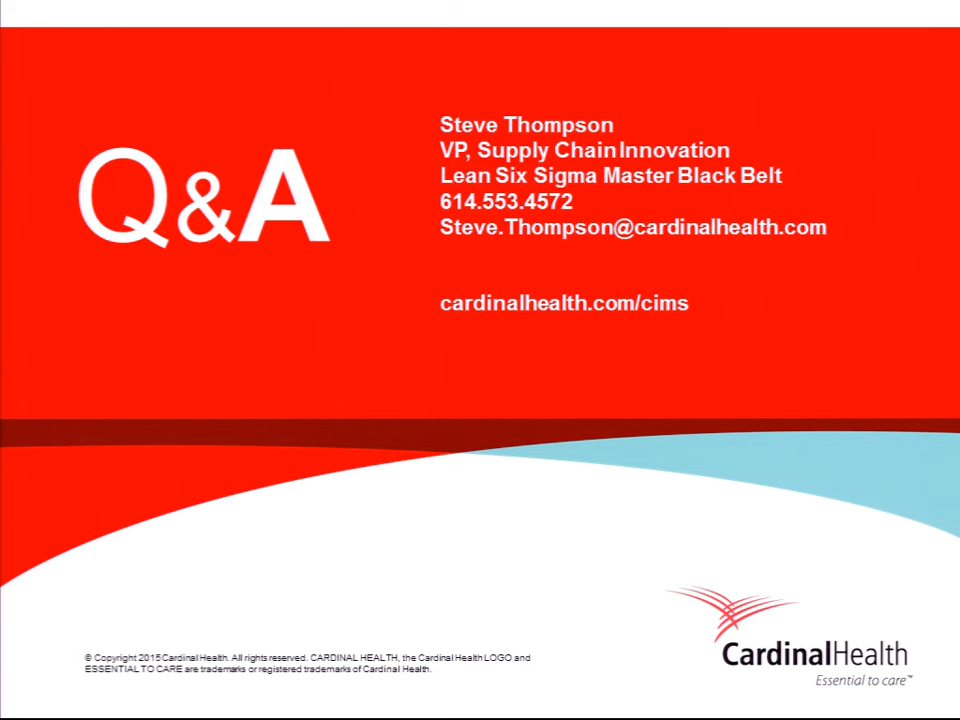 Q&A
Steve Thompson
VP, Supply Chain Innovation
Lean Six Sigma Master Black Belt
614.553.4572
Steve.Thompson@cardinalhealth.com
cardinalhealth.com/cims
© Copyright 2015 Cardinal Health. All rights reserved. CARDINAL HEALTH, the Cardinal Health LOGO and
ESSENTIAL TO CARE are trademarks or registered trademarks of Cardinal Health.
CardinalHealth
Essential to care™